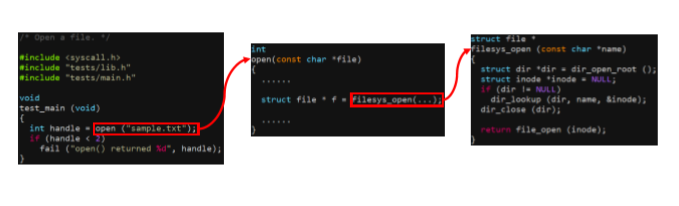 /* Open a file. */
#include <syscall.h>
#include "tests/lib.h"
#include "tests/main.h"
void
test_main (void)
{
int handle = open ("sample.txt");
if (handle < 2)
fail ("open() returned %d", handle);
}
int
open(const char *file)
{
......
struct file * f = filesys_open(...);
......
}
struct file *
filesys_open (const char *name)
{
struct dir *dir = dir_open_root ();
struct inode *inode = NULL;
if (dir != NULL)
dir_lookup (dir, name, &inode);
dir_close (dir);
return file_open (inode);
}